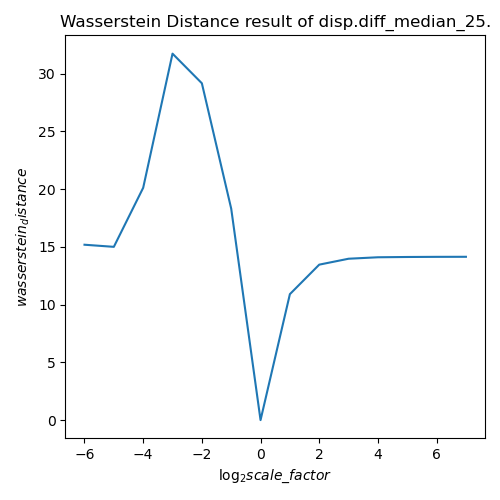 Wasserstein Distance result of disp.diff_median_25.
30
25
20
15
10
5
0
wasserstein_distance
−6 −4 −2 0 2 4 6
log₂scale_factor